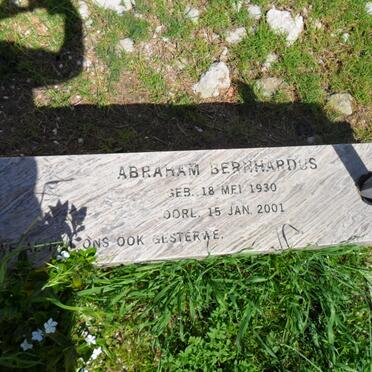 ABRAHAM BERNHARDUS
GEB. 18 MEI 1930
OORL. 15 JAN. 2001
ONS OOK GESTERWE.